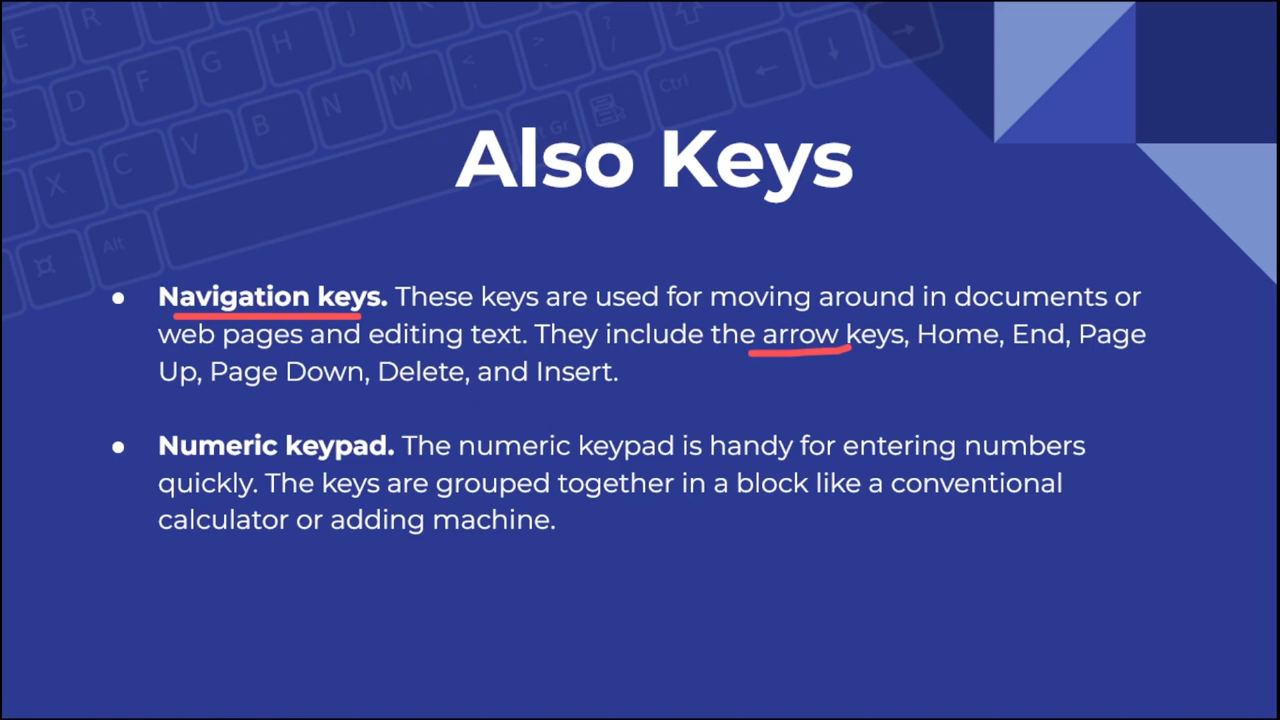 Also Keys
● Navigation keys. These keys are used for moving around in documents or
web pages and editing text. They include the arrow keys, Home, End, Page
Up, Page Down, Delete, and Insert.
● Numeric keypad. The numeric keypad is handy for entering numbers
quickly. The keys are grouped together in a block like a conventional
calculator or adding machine.